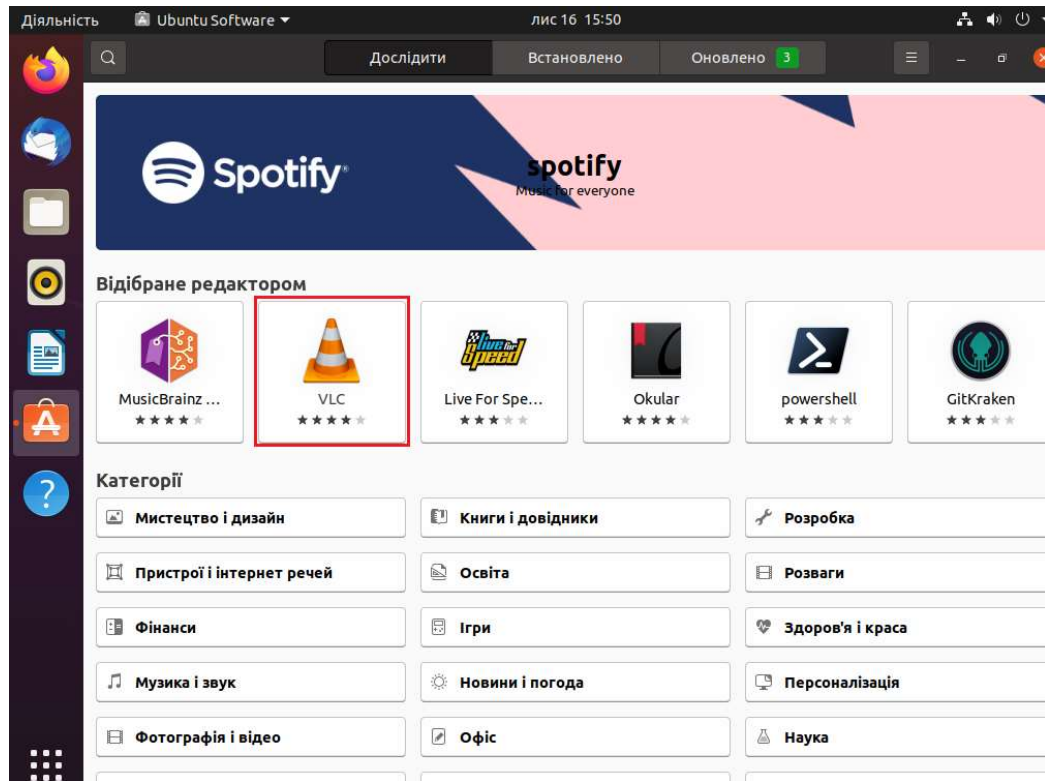 Діяльність Ubuntu Software лис 16 15:50
Дослідити Встановлено Оновлено 3
Spotify®
spotify
Music for everyone
Відібране редактором
MusicBrainz ... VLC Live For Spe... Okular powershell GitKraken
Категорії
Мистецтво і дизайн Книги і довідники Розробка
Пристрої і інтернет речей Освіта Розваги
Фінанси Ігри Здоров'я і краса
Музика і звук Новини і погода Персоналізація
Фотографія і відео Офіс Наука